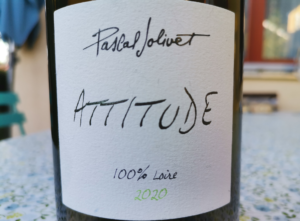 Pascal Jolivet
ATTITUDE
100% Loire
2020